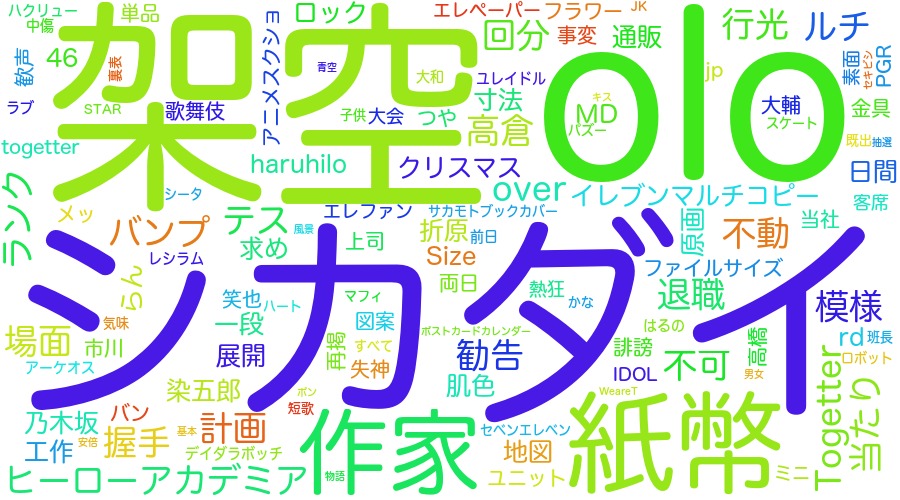 ハクリュー
中傷
単品
架空
ロック
エレペーパー
フラワー
JK
回分
事変
通販
行光
ルチ
olo
歓声
46
裏表
STAR
歌舞伎
アニメスクショ
青空
大和
ユレイドル
キス
MD
パズー
jp
大輔
スケート
素面
セキビシ
PGR
金具
ラブ
子供
大会
つや
寸法
高倉
既出
抽選
togetter
haruhilo
クリスマス
日間
ランク
シータ
over
イレブンマルチコピー
客席
メッ
バンプ
テス
エレファン
サカモトブックカバー
風景
求め
上司
折原
前日
原画
不動
当社
レシラム
Size
ファイルサイズ
シカダイ
らん
気味
笑也
ハート
マフィ
両日
熱狂
かな
退職
模様
場面
市川
一段
図案
ポストカードカレンダー
はるの
rd
班長
アーケオス
展開
再掲
すべて
失神
勧告
誹謗
不可
高橋
ロボット
染五郎
ボン
肌色
IDOL
男女
WeareT
乃木坂
バン
短歌
作家
紙幣
Togetter
当たり
工作
安倍
握手
基本
計画
デイダラボッチ
セベンエレベン
地図
ヒーローアカデミア
物語
ユニット
ミニ